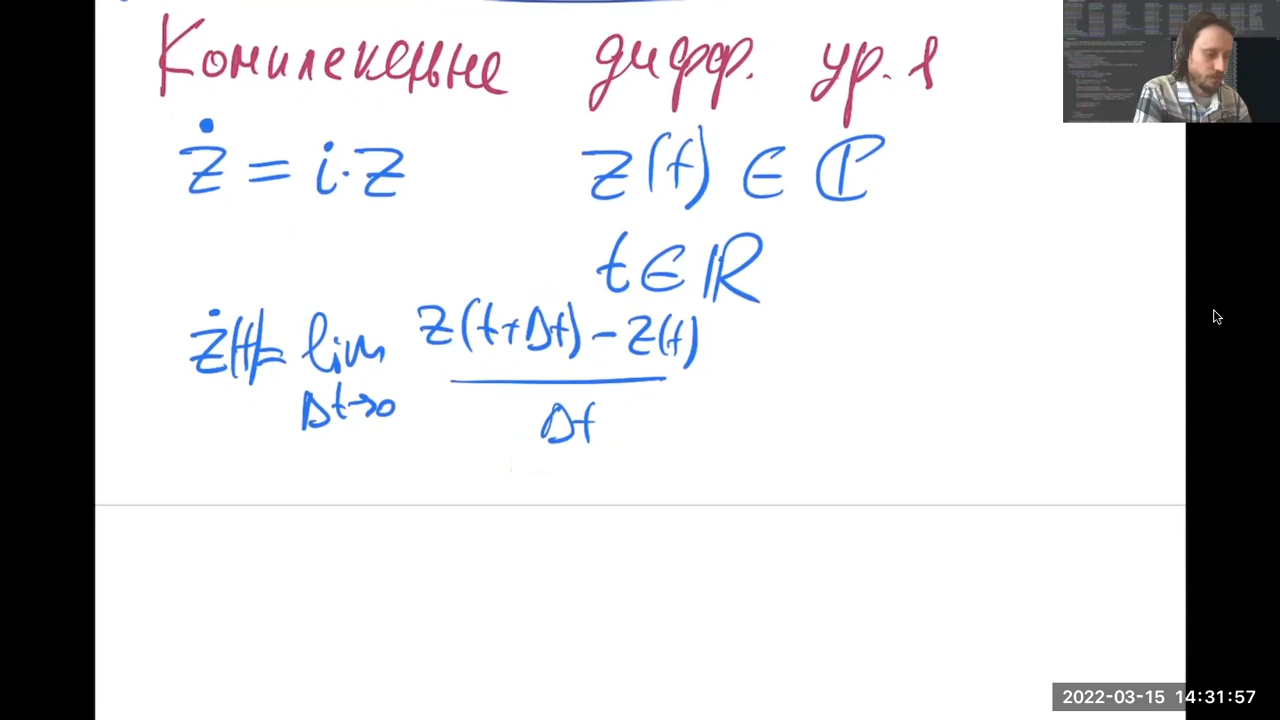 Комплексные дифф. ур. я
ż = i·z z(t) ∈ ℂ
t ∈ ℝ
ż(t) = lim z(t+Δt) − z(t)
Δt→0 Δt
2022-03-15 14:31:57